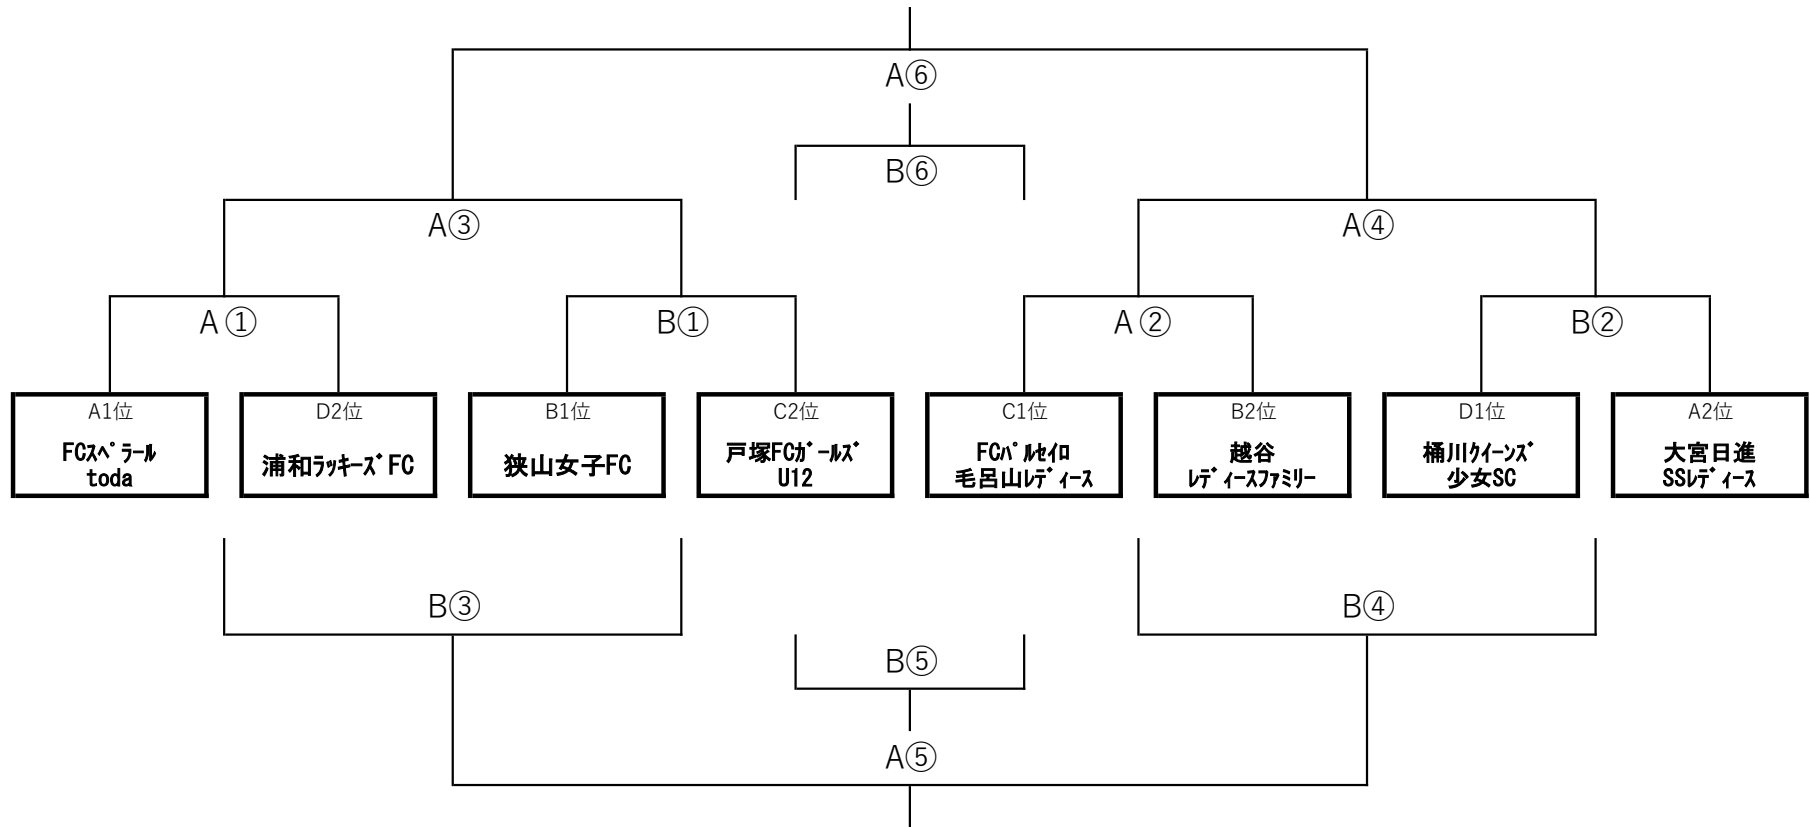 A⑥
B⑥
A③
A④
A①
B①
A②
B②
A1位
FCｽﾍﾟﾗｰﾙ
toda
D2位
浦和ﾗｯｷｰｽﾞFC
B1位
狭山女子FC
C2位
戸塚FCｶﾞｰﾙｽﾞ
U12
C1位
FCﾊﾟﾙｾｲﾛ
毛呂山ﾚﾃﾞｨｰｽ
B2位
越谷
ﾚﾃﾞｨｰｽﾌｧﾐﾘｰ
D1位
桶川ｸｲｰﾝｽﾞ
少女SC
A2位
大宮日進
SSﾚﾃﾞｨｰｽ
B③
B④
B⑤
A⑤